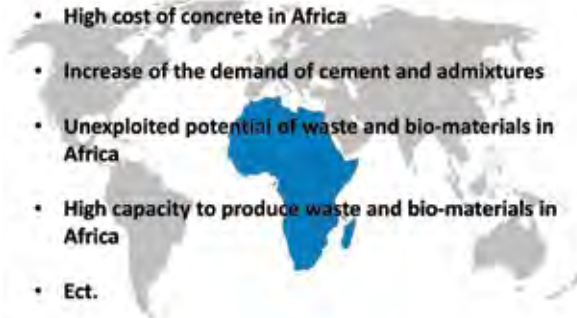 • High cost of concrete in Africa
• Increase of the demand of cement and admixtures
• Unexploited potential of waste and bio-materials in
Africa
• High capacity to produce waste and bio-materials in
Africa
• Ect.